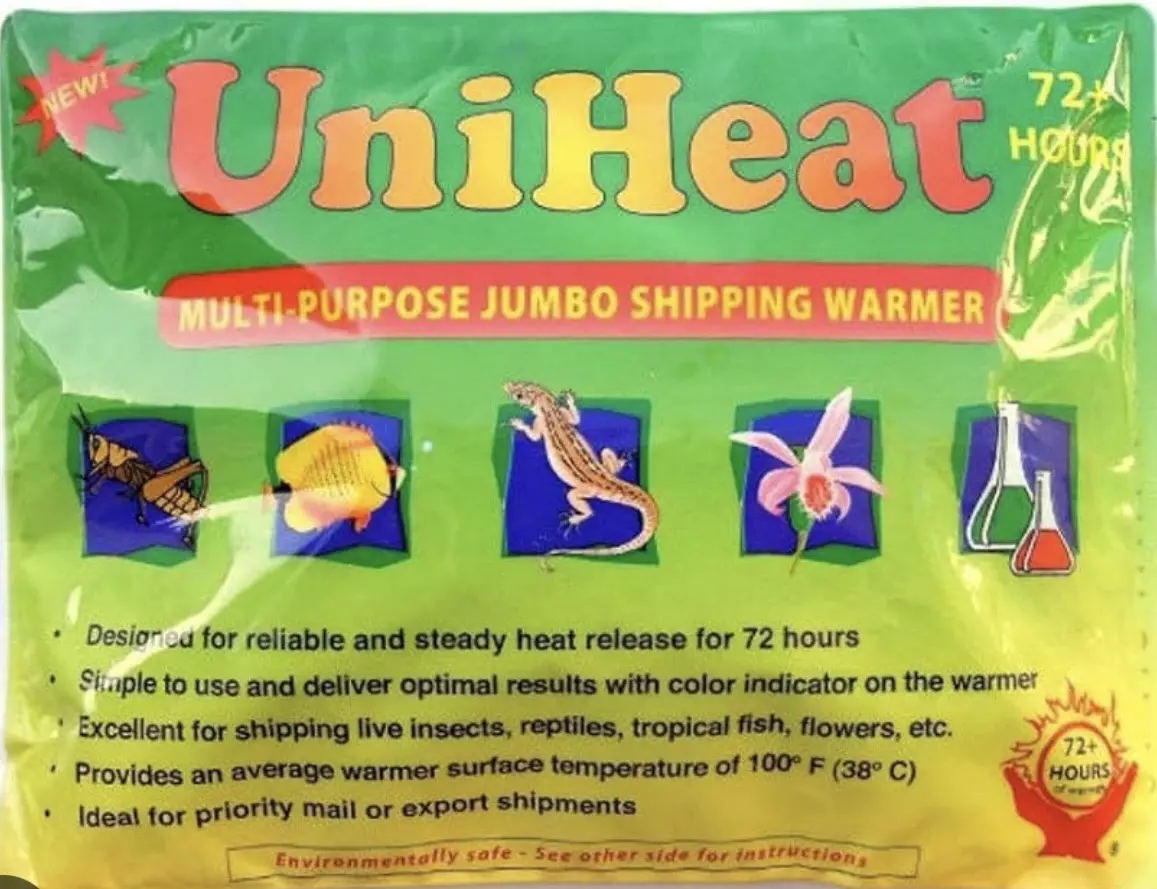 NEW!
UniHeat
72+
HOURS
MULTI-PURPOSE JUMBO SHIPPING WARMER
• Designed for reliable and steady heat release for 72 hours
• Simple to use and deliver optimal results with color indicator on the warmer
• Excellent for shipping live insects, reptiles, tropical fish, flowers, etc.
• Provides an average warmer surface temperature of 100° F (38° C)
• Ideal for priority mail or export shipments
72+
HOURS
of warmth
®
Environmentally safe - See other side for instructions